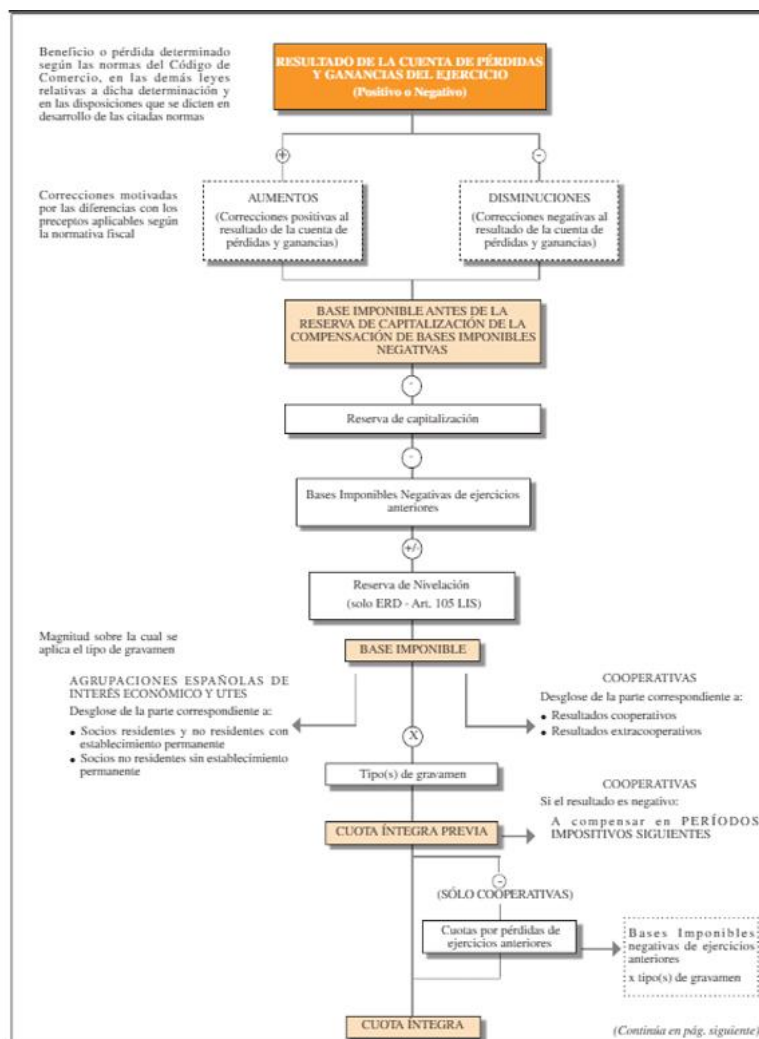 Beneficio o pérdida determinado
según las normas del Código de
Comercio, en las demás leyes
relativas a dicha determinación y
en las disposiciones que se dicten en
desarrollo de las citadas normas
RESULTADO DE LA CUENTA DE PÉRDIDAS
Y GANANCIAS DEL EJERCICIO
(Positivo o Negativo)
+
-
Correcciones motivadas
por las diferencias con los
preceptos aplicables según
la normativa fiscal
AUMENTOS
(Correcciones positivas al
resultado de la cuenta de
pérdidas y ganancias)
DISMINUCIONES
(Correcciones negativas al
resultado de la cuenta de
pérdidas y ganancias)
BASE IMPONIBLE ANTES DE LA
RESERVA DE CAPITALIZACIÓN DE LA
COMPENSACIÓN DE BASES IMPONIBLES
NEGATIVAS
-
Reserva de capitalización
-
Bases Imponibles Negativas de ejercicios
anteriores
+/-
Reserva de Nivelación
(solo ERD - Art. 105 LIS)
Magnitud sobre la cual se
aplica el tipo de gravamen
BASE IMPONIBLE
AGRUPACIONES ESPAÑOLAS DE
INTERÉS ECONÓMICO Y UTES
Desglose de la parte correspondiente a:
• Socios residentes y no residentes con
establecimiento permanente
• Socios no residentes sin establecimiento
permanente
COOPERATIVAS
Desglose de la parte correspondiente a:
• Resultados cooperativos
• Resultados extracooperativos
X
Tipo(s) de gravamen
COOPERATIVAS
Si el resultado es negativo:
A compensar en PERÍODOS
IMPOSITIVOS SIGUIENTES
CUOTA ÍNTEGRA PREVIA
-
(SÓLO COOPERATIVAS)
Cuotas por pérdidas de
ejercicios anteriores
Bases Imponibles
negativas de ejercicios
anteriores
x tipo(s) de gravamen
CUOTA ÍNTEGRA
(Continúa en pág. siguiente)